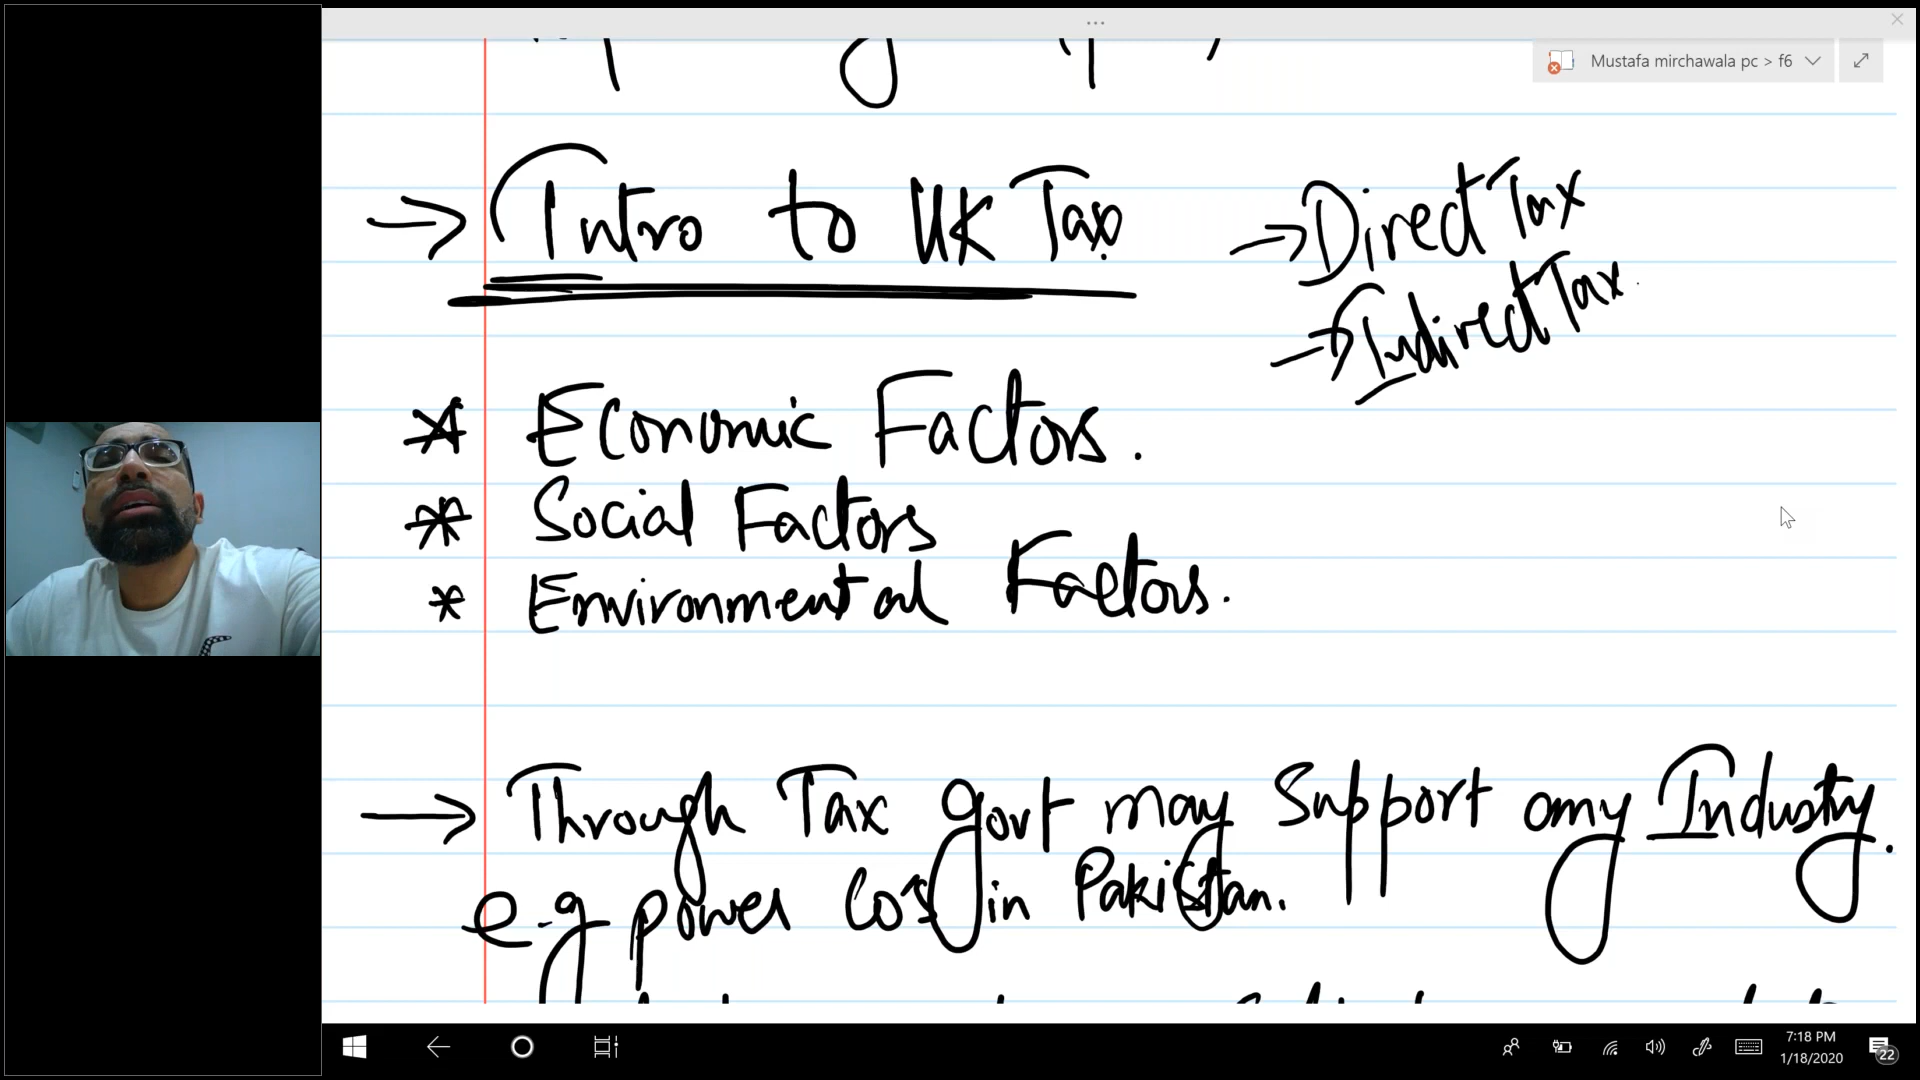 Mustafa mirchawala pc > f6
→ Intro to UK Tax.
→ Direct Tax
→ Indirect Tax.
* Economic Factors.
* Social Factors
* Environmental Factors.
→ Through Tax govt may Support any Industry.
e.g power Cos in Pakistan.
7:18 PM
1/18/2020
22